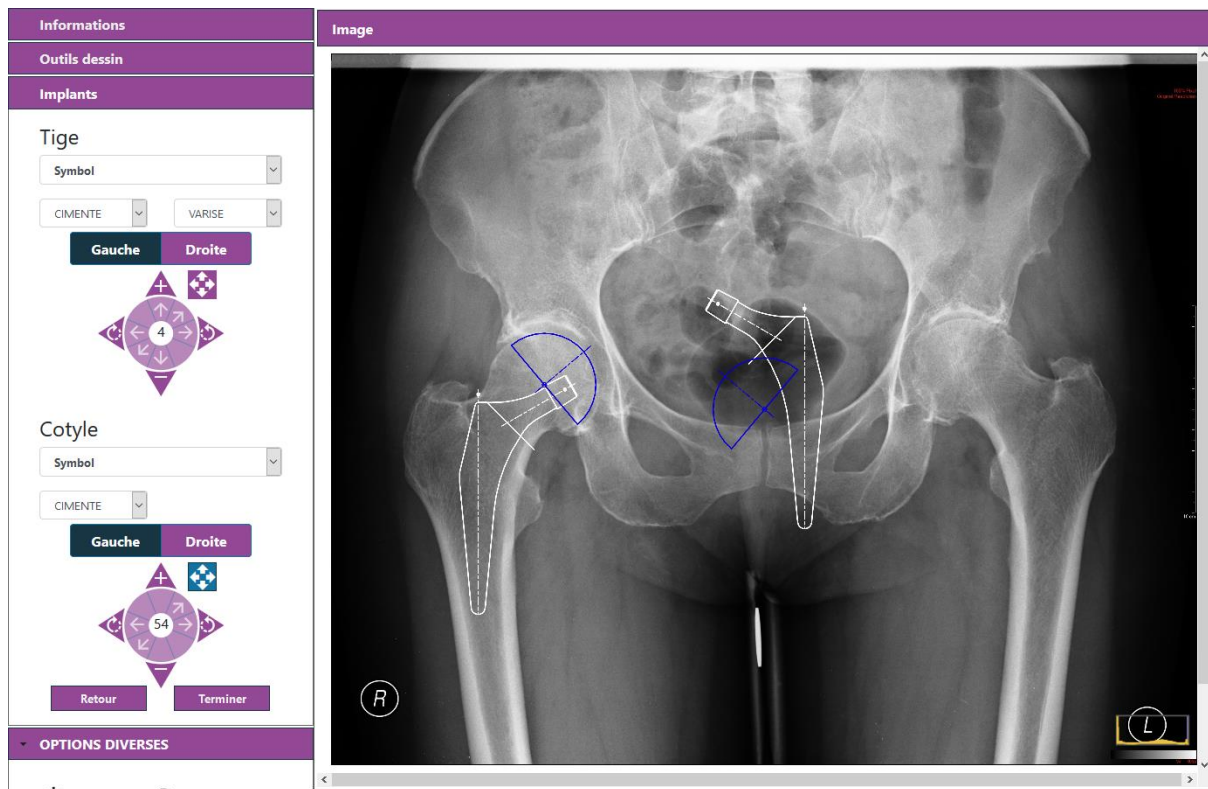 Informations
Outils dessin
Implants
Tige
Symbol
CIMENTE VARISE
Gauche Droite
4
Cotyle
Symbol
CIMENTE
Gauche Droite
54
Retour Terminer
OPTIONS DIVERSES
Image
R
L